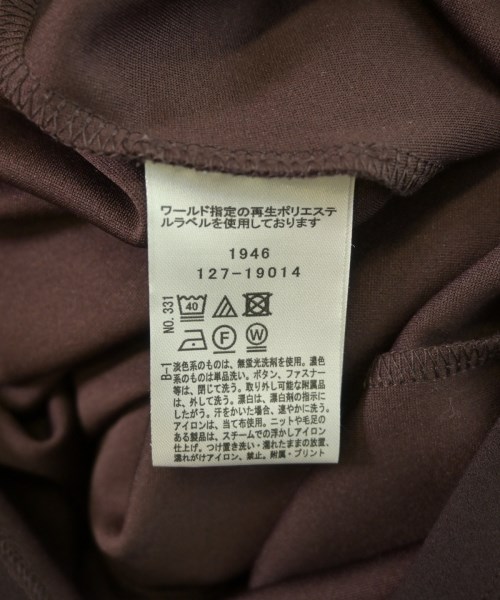 ワールド指定の再生ポリエステ
ルラベルを使用しております
1946
127-19014
NO.331
40
F
W
B-1
淡色系のものは、無蛍光洗剤を使用。濃色
系のものは単品洗い。ボタン、ファスナー
等は、閉じて洗う。取り外し可能な附属品
は、外して洗う。漂白は、漂白剤の指示に
したがう。汗をかいた場合、速やかに洗う。
アイロンは、当て布使用。ニットや毛足の
ある製品は、スチームでの浮かしアイロン
仕上げ。つけ置き洗い・濡れたままの放置、
濡れがけアイロン、禁止。附属・プリント